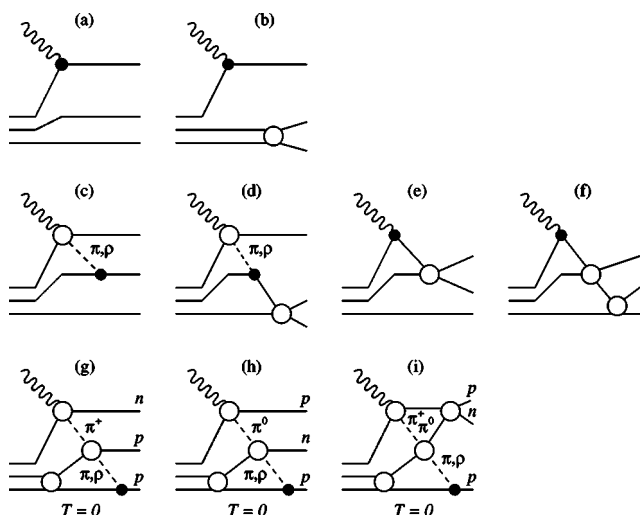 (a) (b)
(c) (d) (e) (f)
π,ρ π,ρ
(g) (h) (i)
n p p
π⁺ π⁰ π⁺ n
π⁰
p n
π,ρ π,ρ π,ρ
p p p
T = 0 T = 0 T = 0